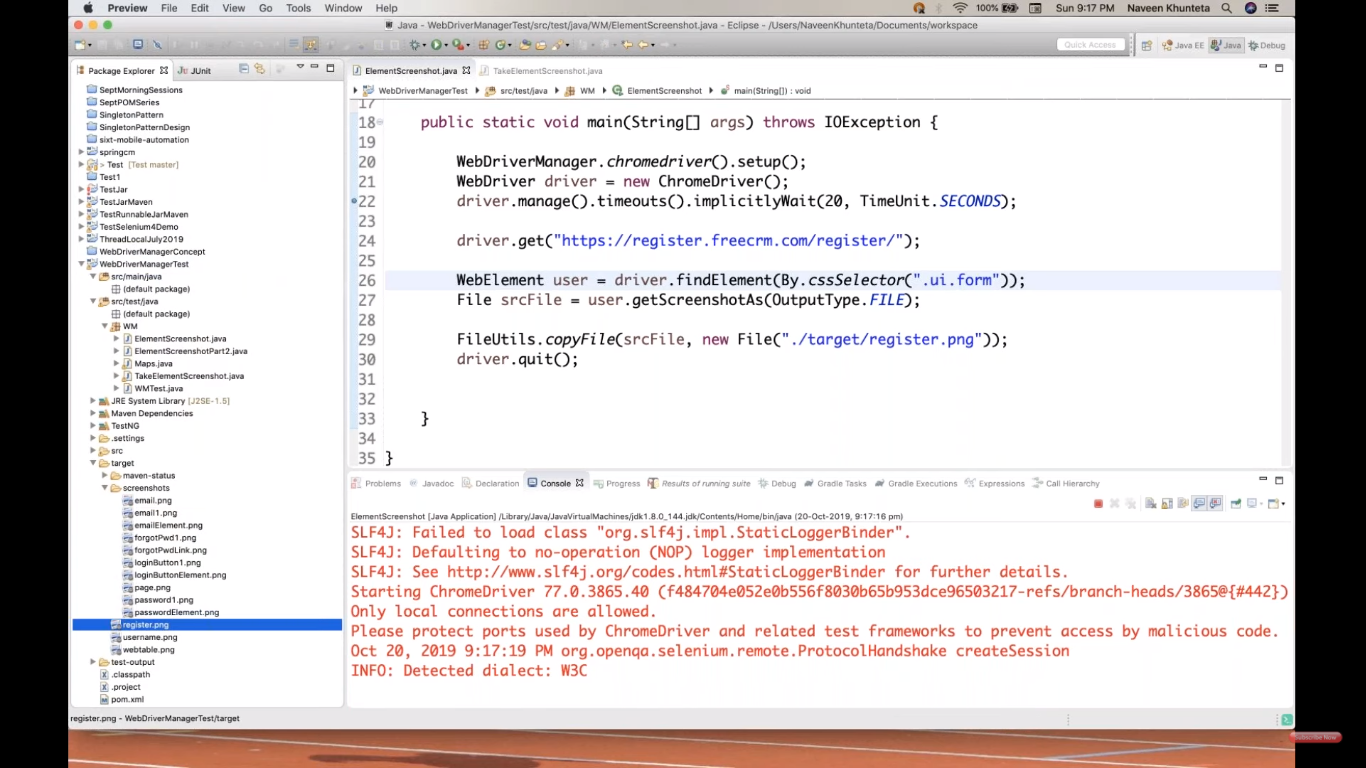 Preview File Edit View Go Tools Window Help 100% Sun 9:17 PM Naveen Khunteta
Java - WebDriverManagerTest/src/test/java/WM/ElementScreenshot.java - Eclipse - /Users/NaveenKhunteta/Documents/workspace
Quick Access Java EE Java Debug
Package Explorer JUnit
SeptMorningSessions
SeptPOMSeries
SingletonPattern
SingletonPatternDesign
sixt-mobile-automation
springcm
> Test [Test master]
Test1
TestJar
TestJarMaven
TestRunnableJarMaven
TestSelenium4Demo
ThreadLocalJuly2019
WebDriverManagerConcept
WebDriverManagerTest
src/main/java
(default package)
src/test/java
(default package)
WM
ElementScreenshot.java
ElementScreenshotPart2.java
Maps.java
TakeElementScreenshot.java
WMTest.java
JRE System Library [J2SE-1.5]
Maven Dependencies
TestNG
.settings
src
target
maven-status
screenshots
email.png
email1.png
emailElement.png
forgotPwd1.png
forgotPwdLink.png
loginButton1.png
loginButtonElement.png
page.png
password1.png
passwordElement.png
register.png
username.png
webtable.png
test-output
.classpath
.project
pom.xml
ElementScreenshot.java TakeElementScreenshot.java
WebDriverManagerTest src/test/java WM ElementScreenshot main(String[]) : void
17
18 public static void main(String[] args) throws IOException {
19
20 WebDriverManager.chromedriver().setup();
21 WebDriver driver = new ChromeDriver();
22 driver.manage().timeouts().implicitlyWait(20, TimeUnit.SECONDS);
23
24 driver.get("https://register.freecrm.com/register/");
25
26 WebElement user = driver.findElement(By.cssSelector(".ui.form"));
27 File srcFile = user.getScreenshotAs(OutputType.FILE);
28
29 FileUtils.copyFile(srcFile, new File("./target/register.png"));
30 driver.quit();
31
32
33 }
34
35 }
Problems Javadoc Declaration Console Progress Results of running suite Debug Gradle Tasks Gradle Executions Expressions Call Hierarchy
ElementScreenshot [Java Application] /Library/Java/JavaVirtualMachines/jdk1.8.0_144.jdk/Contents/Home/bin/java (20-Oct-2019, 9:17:16 pm)
SLF4J: Failed to load class "org.slf4j.impl.StaticLoggerBinder".
SLF4J: Defaulting to no-operation (NOP) logger implementation
SLF4J: See http://www.slf4j.org/codes.html#StaticLoggerBinder for further details.
Starting ChromeDriver 77.0.3865.40 (f484704e052e0b556f8030b65b953dce96503217-refs/branch-heads/3865@{#442})
Only local connections are allowed.
Please protect ports used by ChromeDriver and related test frameworks to prevent access by malicious code.
Oct 20, 2019 9:17:19 PM org.openqa.selenium.remote.ProtocolHandshake createSession
INFO: Detected dialect: W3C
register.png - WebDriverManagerTest/target
Subscribe Now